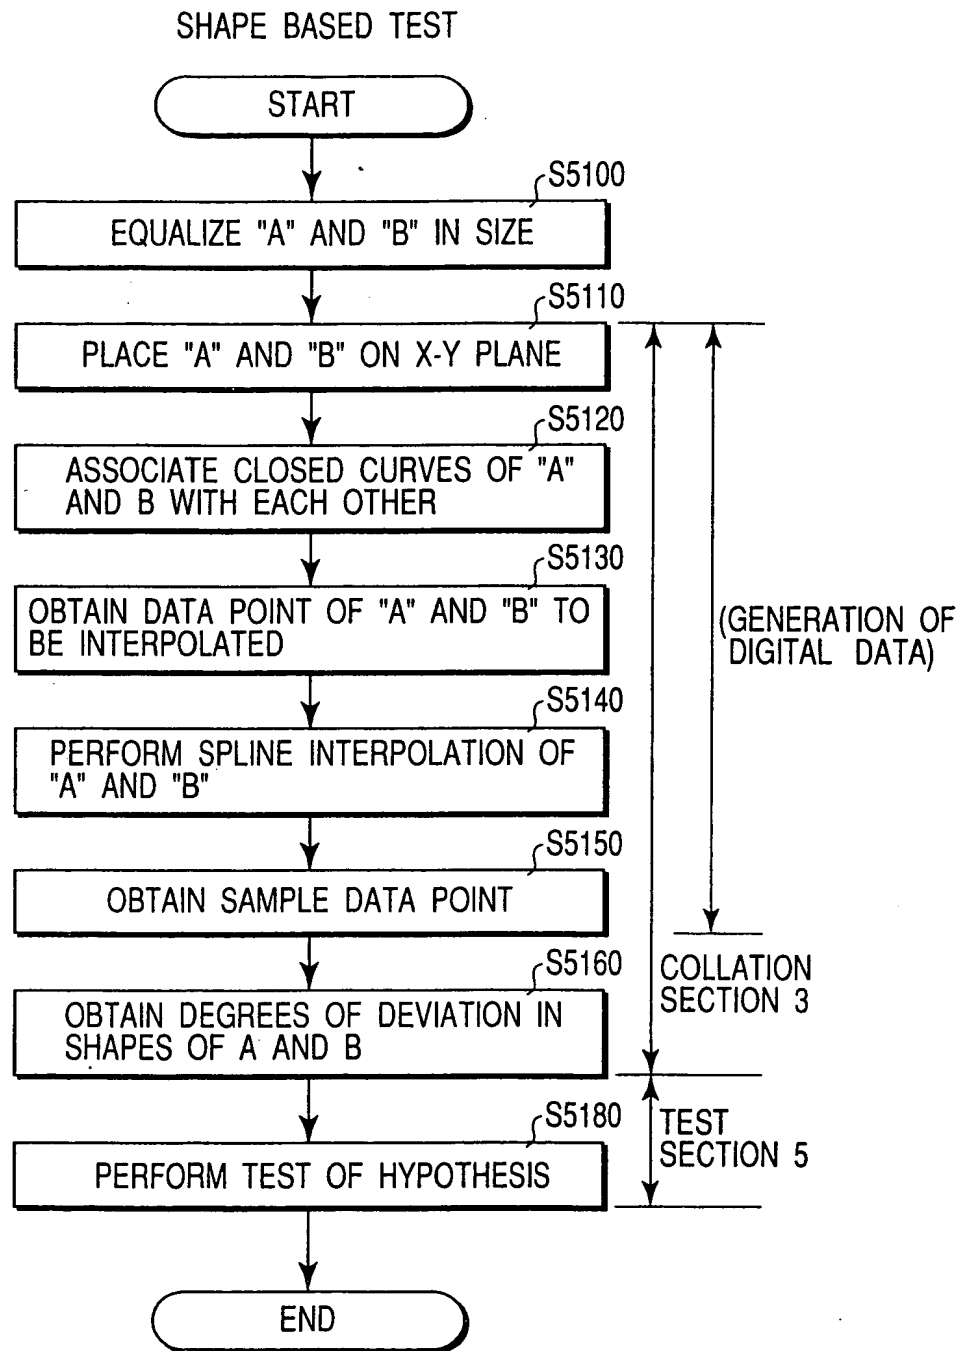 SHAPE BASED TEST
START
S5100
EQUALIZE "A" AND "B" IN SIZE
S5110
PLACE "A" AND "B" ON X-Y PLANE
S5120
ASSOCIATE CLOSED CURVES OF "A"
AND B WITH EACH OTHER
S5130
OBTAIN DATA POINT OF "A" AND "B" TO
BE INTERPOLATED
(GENERATION OF
DIGITAL DATA)
S5140
PERFORM SPLINE INTERPOLATION OF
"A" AND "B"
S5150
OBTAIN SAMPLE DATA POINT
S5160
OBTAIN DEGREES OF DEVIATION IN
SHAPES OF A AND B
COLLATION
SECTION 3
S5180
PERFORM TEST OF HYPOTHESIS
TEST
SECTION 5
END